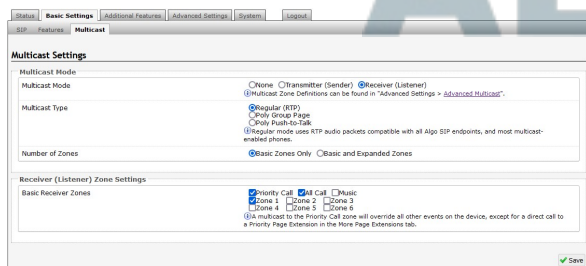 Status Basic Settings Additional Features Advanced Settings System Logout
SIP Features Multicast
Multicast Settings
Multicast Mode
Multicast Mode None Transmitter (Sender) Receiver (Listener)
Multicast Zone Definitions can be found in "Advanced Settings > Advanced Multicast".
Multicast Type Regular (RTP)
Poly Group Page
Poly Push-to-Talk
Regular mode uses RTP audio packets compatible with all Algo SIP endpoints, and most multicast-
enabled phones.
Number of Zones Basic Zones Only Basic and Expanded Zones
Receiver (Listener) Zone Settings
Basic Receiver Zones Priority Call All Call Music
Zone 1 Zone 2 Zone 3
Zone 4 Zone 5 Zone 6
A multicast to the Priority Call zone will override all other events on the device, except for a direct call to
a Priority Page Extension in the More Page Extensions tab.
Save